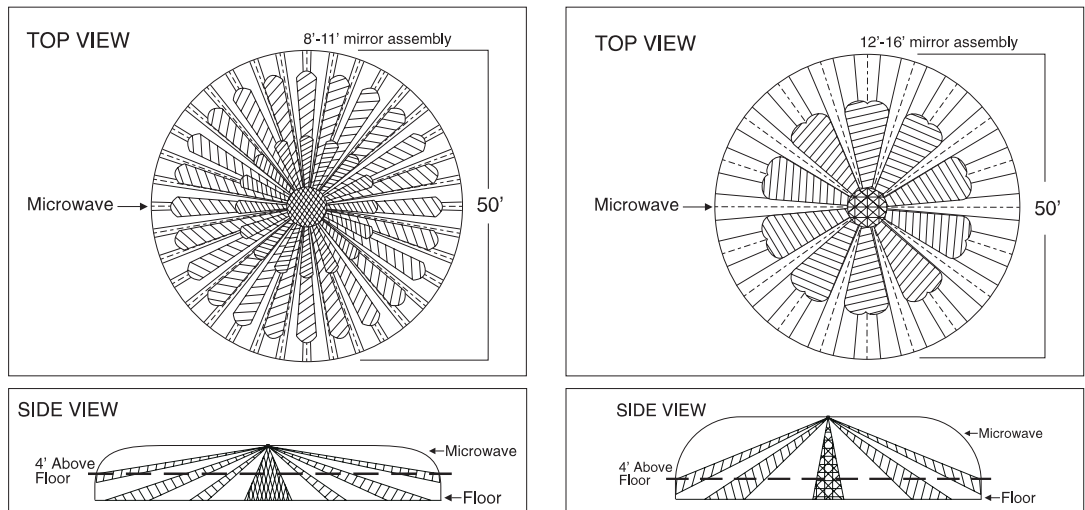 TOP VIEW
8'-11' mirror assembly
Microwave
50'
TOP VIEW
12'-16' mirror assembly
Microwave
50'
SIDE VIEW
Microwave
4' Above
Floor
Floor
SIDE VIEW
Microwave
4' Above
Floor
Floor